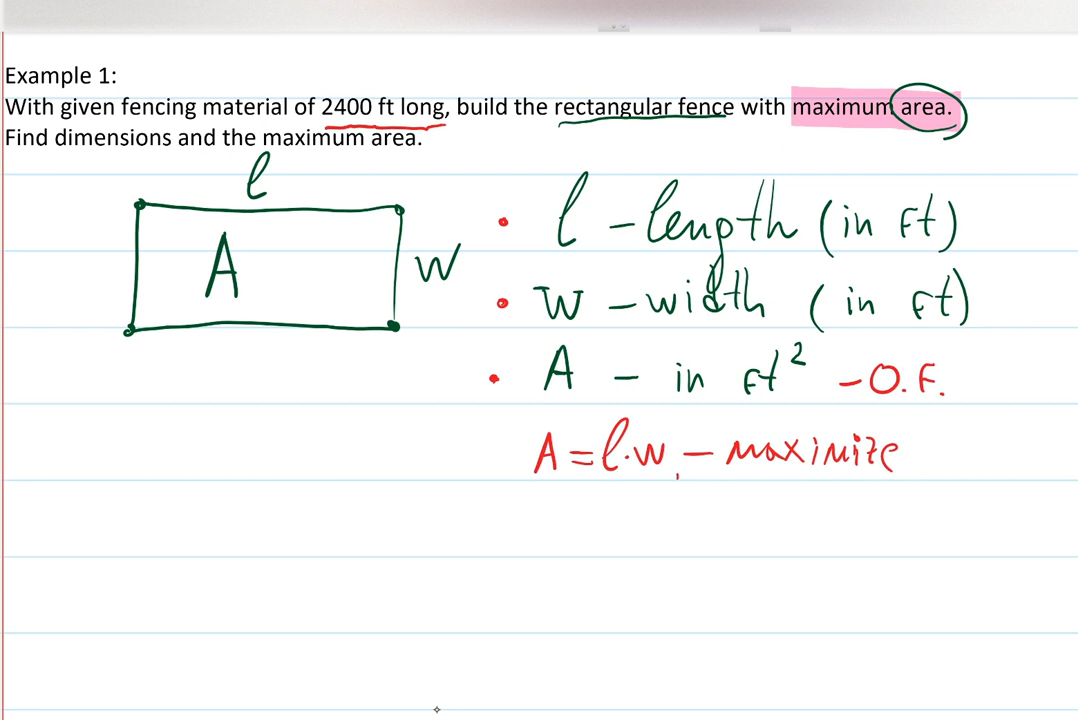 Example 1:
With given fencing material of 2400 ft long, build the rectangular fence with maximum area.
Find dimensions and the maximum area.
l
A
w
• l - length (in ft)
• w - width (in ft)
• A - in ft² - O.F.
A = l·w, - maximize